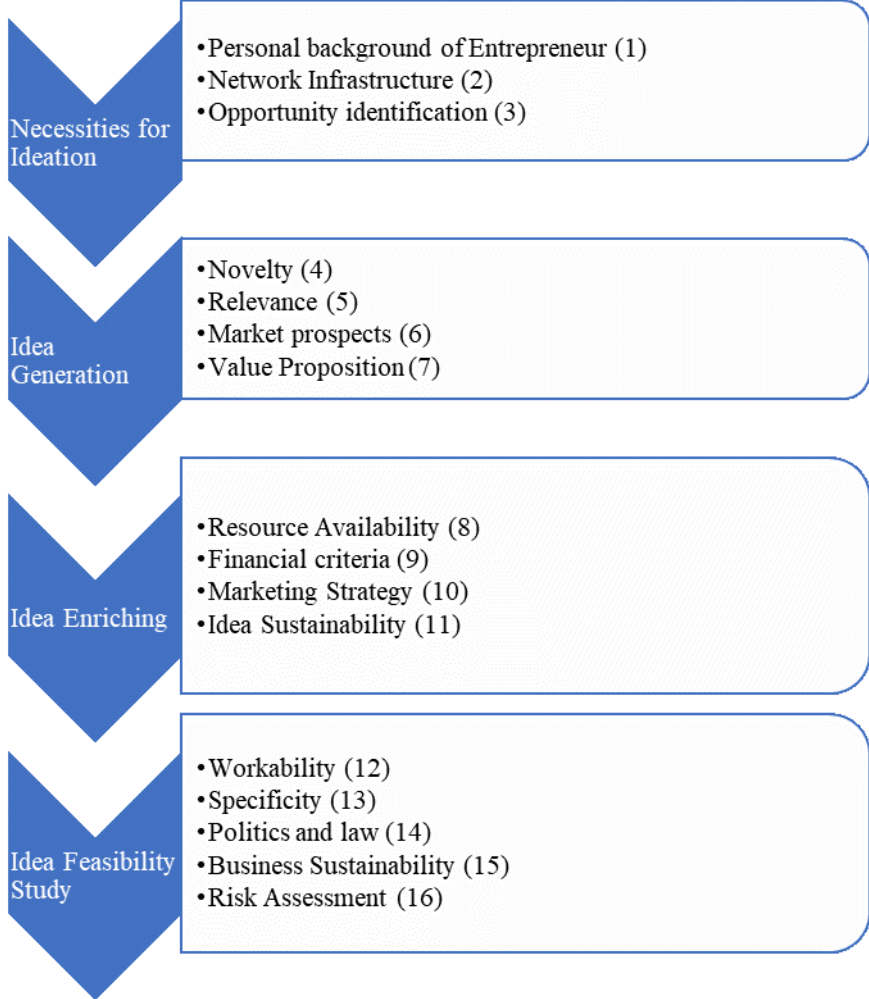 Necessities for
Ideation
•Personal background of Entrepreneur (1)
•Network Infrastructure (2)
•Opportunity identification (3)
Idea
Generation
•Novelty (4)
•Relevance (5)
•Market prospects (6)
•Value Proposition (7)
Idea Enriching
•Resource Availability (8)
•Financial criteria (9)
•Marketing Strategy (10)
•Idea Sustainability (11)
Idea Feasibility
Study
•Workability (12)
•Specificity (13)
•Politics and law (14)
•Business Sustainability (15)
•Risk Assessment (16)